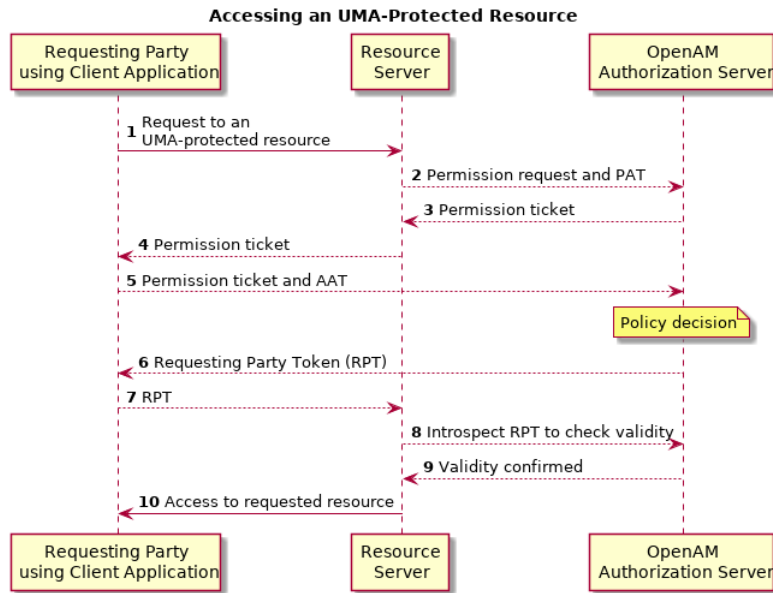 Accessing an UMA-Protected Resource
Requesting Party
using Client Application
Resource
Server
OpenAM
Authorization Server
1 Request to an
UMA-protected resource
2 Permission request and PAT
3 Permission ticket
4 Permission ticket
5 Permission ticket and AAT
Policy decision
6 Requesting Party Token (RPT)
7 RPT
8 Introspect RPT to check validity
9 Validity confirmed
10 Access to requested resource
Requesting Party
using Client Application
Resource
Server
OpenAM
Authorization Server